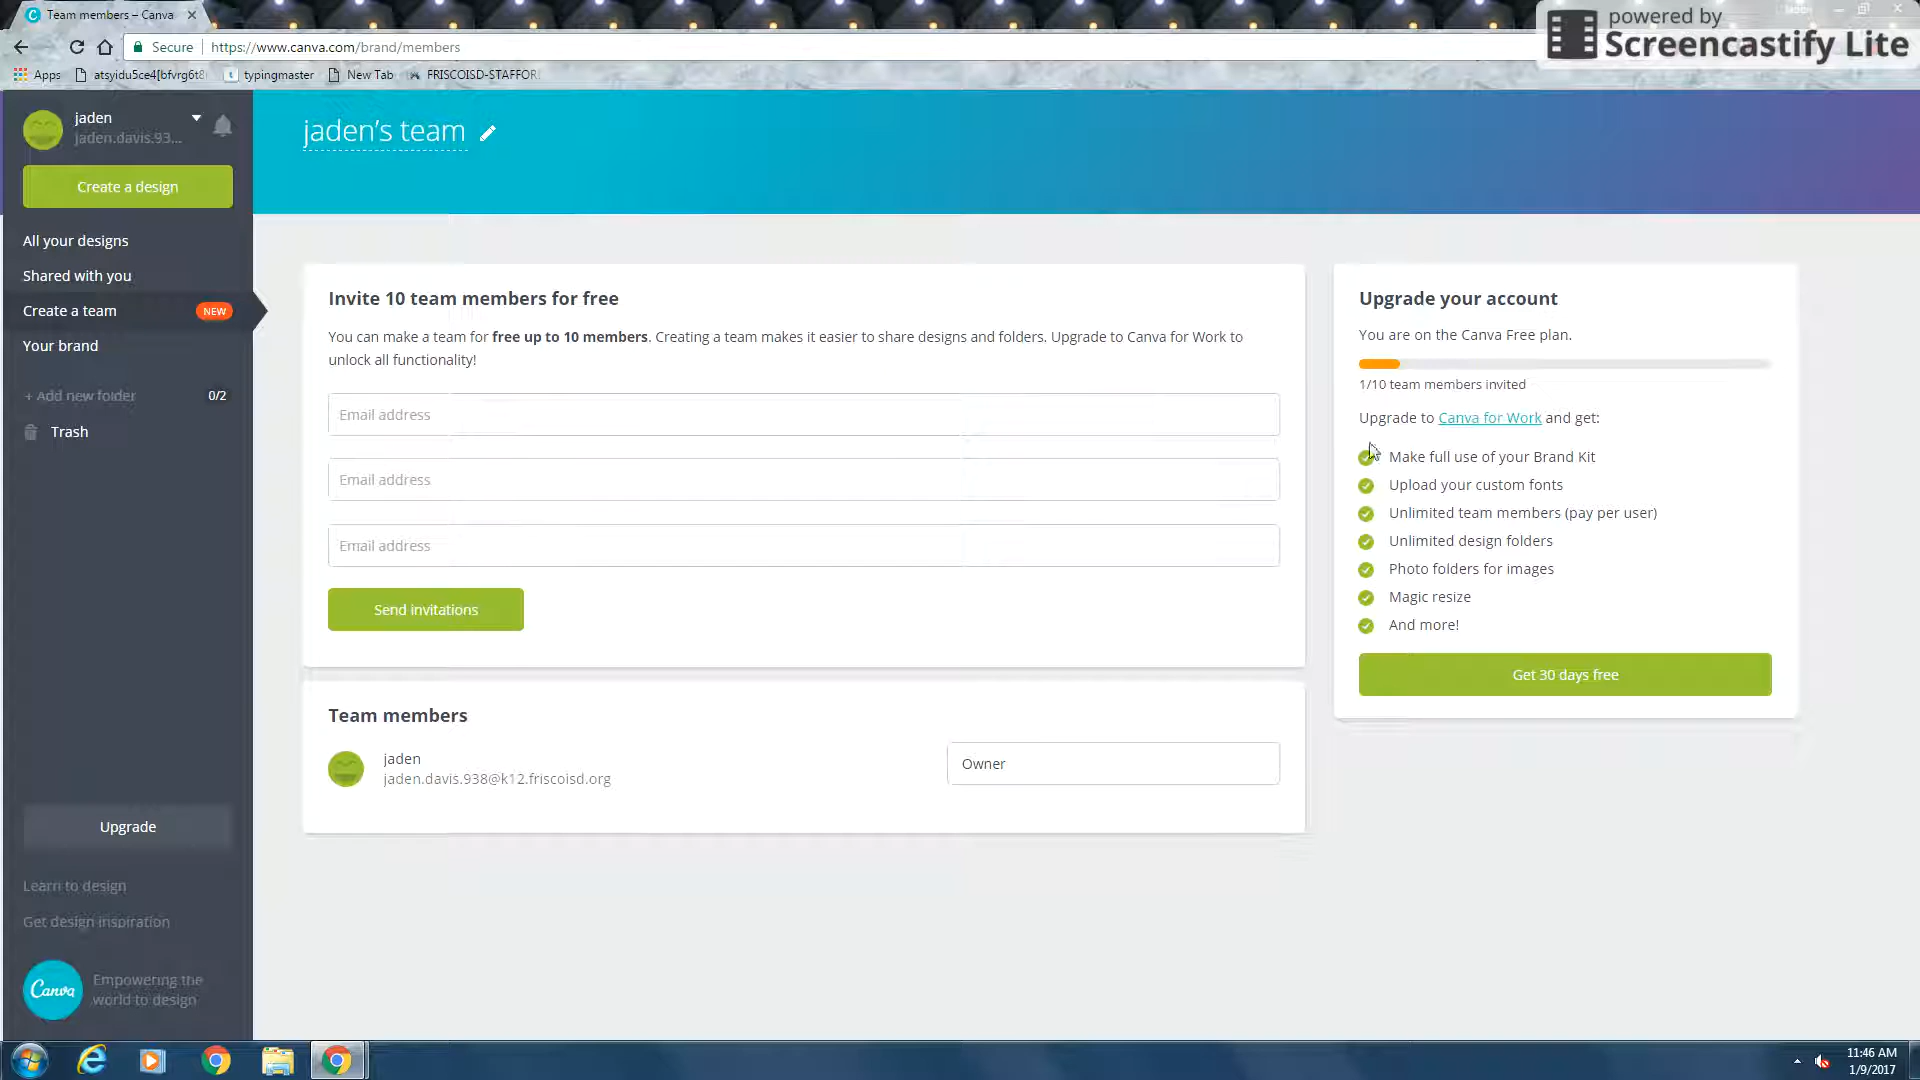 Team members – Canva
powered by
Screencastify Lite
Secure
https://www.canva.com/brand/members
Apps
typingmaster
New Tab
FRISCOISD-STAFFOR
jaden
jaden.davis.93...
Create a design
All your designs
Shared with you
Create a team
NEW
Your brand
+ Add new folder
0/2
Trash
Upgrade
Learn to design
Get design inspiration
Canva
Empowering the
world to design
jaden's team
Invite 10 team members for free
You can make a team for free up to 10 members. Creating a team makes it easier to share designs and folders. Upgrade to Canva for Work to
unlock all functionality!
Email address
Email address
Email address
Send invitations
Team members
jaden
jaden.davis.938@k12.friscoisd.org
Owner
Upgrade your account
You are on the Canva Free plan.
1/10 team members invited
Upgrade to Canva for Work and get:
Make full use of your Brand Kit
Upload your custom fonts
Unlimited team members (pay per user)
Unlimited design folders
Photo folders for images
Magic resize
And more!
Get 30 days free
11:46 AM
1/9/2017